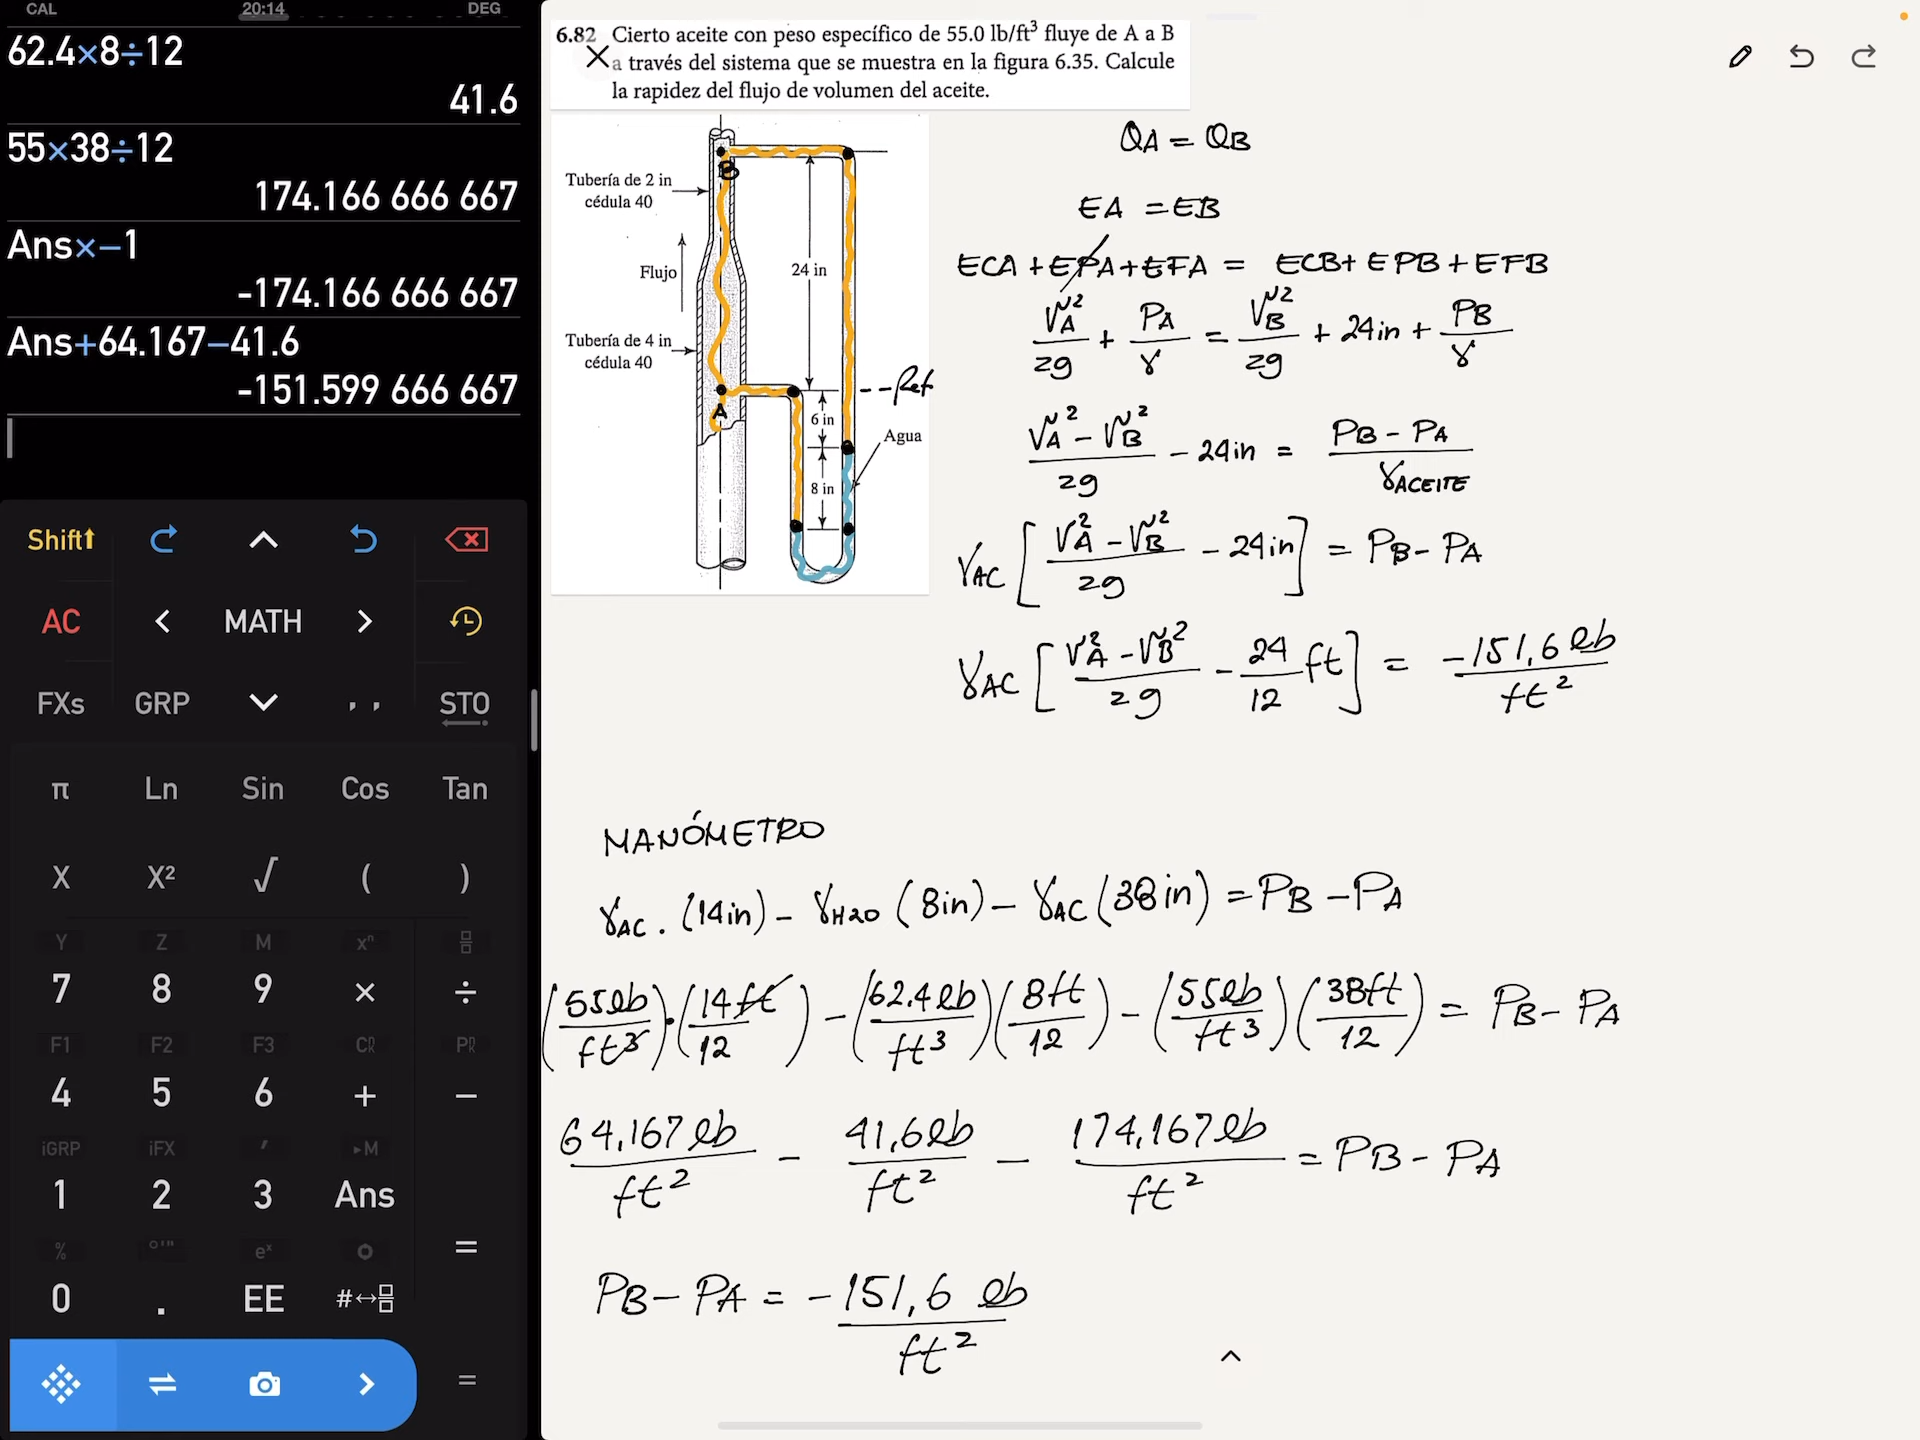 CAL 20:14 DEG
62.4×8÷12
41.6
55×38÷12
174.166 666 667
Ans×−1
-174.166 666 667
Ans+64.167−41.6
-151.599 666 667
Shift
AC MATH
FXs GRP , , STO
π Ln Sin Cos Tan
X X² √ ( )
Y Z M xⁿ
7 8 9 × ÷
F1 F2 F3 CR PR
4 5 6 + −
iGRP iFX ′ ▸M
1 2 3 Ans =
% o'" eˣ
0 . EE #↔
=
6.82 Cierto aceite con peso específico de 55.0 lb/ft³ fluye de A a B
a través del sistema que se muestra en la figura 6.35. Calcule
la rapidez del flujo de volumen del aceite.
B
Tubería de 2 in
cédula 40
Flujo
24 in
Tubería de 4 in
cédula 40
--Ref
A
6 in
Agua
8 in
QA = QB
EA = EB
ECA + EPA + EFA = ECB + EPB + EFB
VA²/2g + PA/γ = VB²/2g + 24in + PB/γ
(VA² − VB²)/2g − 24in = (PB − PA)/γACEITE
γAC [(VA² − VB²)/2g − 24in] = PB − PA
γAC [(VA² − VB²)/2g − 24/12 ft] = −151,6 lb/ft²
MANÓMETRO
γAC . (14in) − γH2O (8in) − γAC (38in) = PB − PA
(55lb/ft³) · (14ft/12) − (62.4lb/ft³)(8ft/12) − (55lb/ft³)(38ft/12) = PB − PA
64,167lb/ft² − 41,6lb/ft² − 174,167lb/ft² = PB − PA
PB − PA = −151,6 lb/ft²